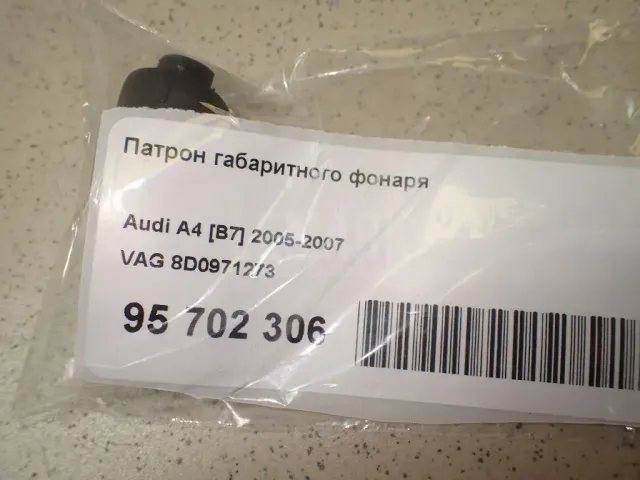 Патрон габаритного фонаря
Audi A4 [B7] 2005-2007
VAG 8D0971273
95 702 306